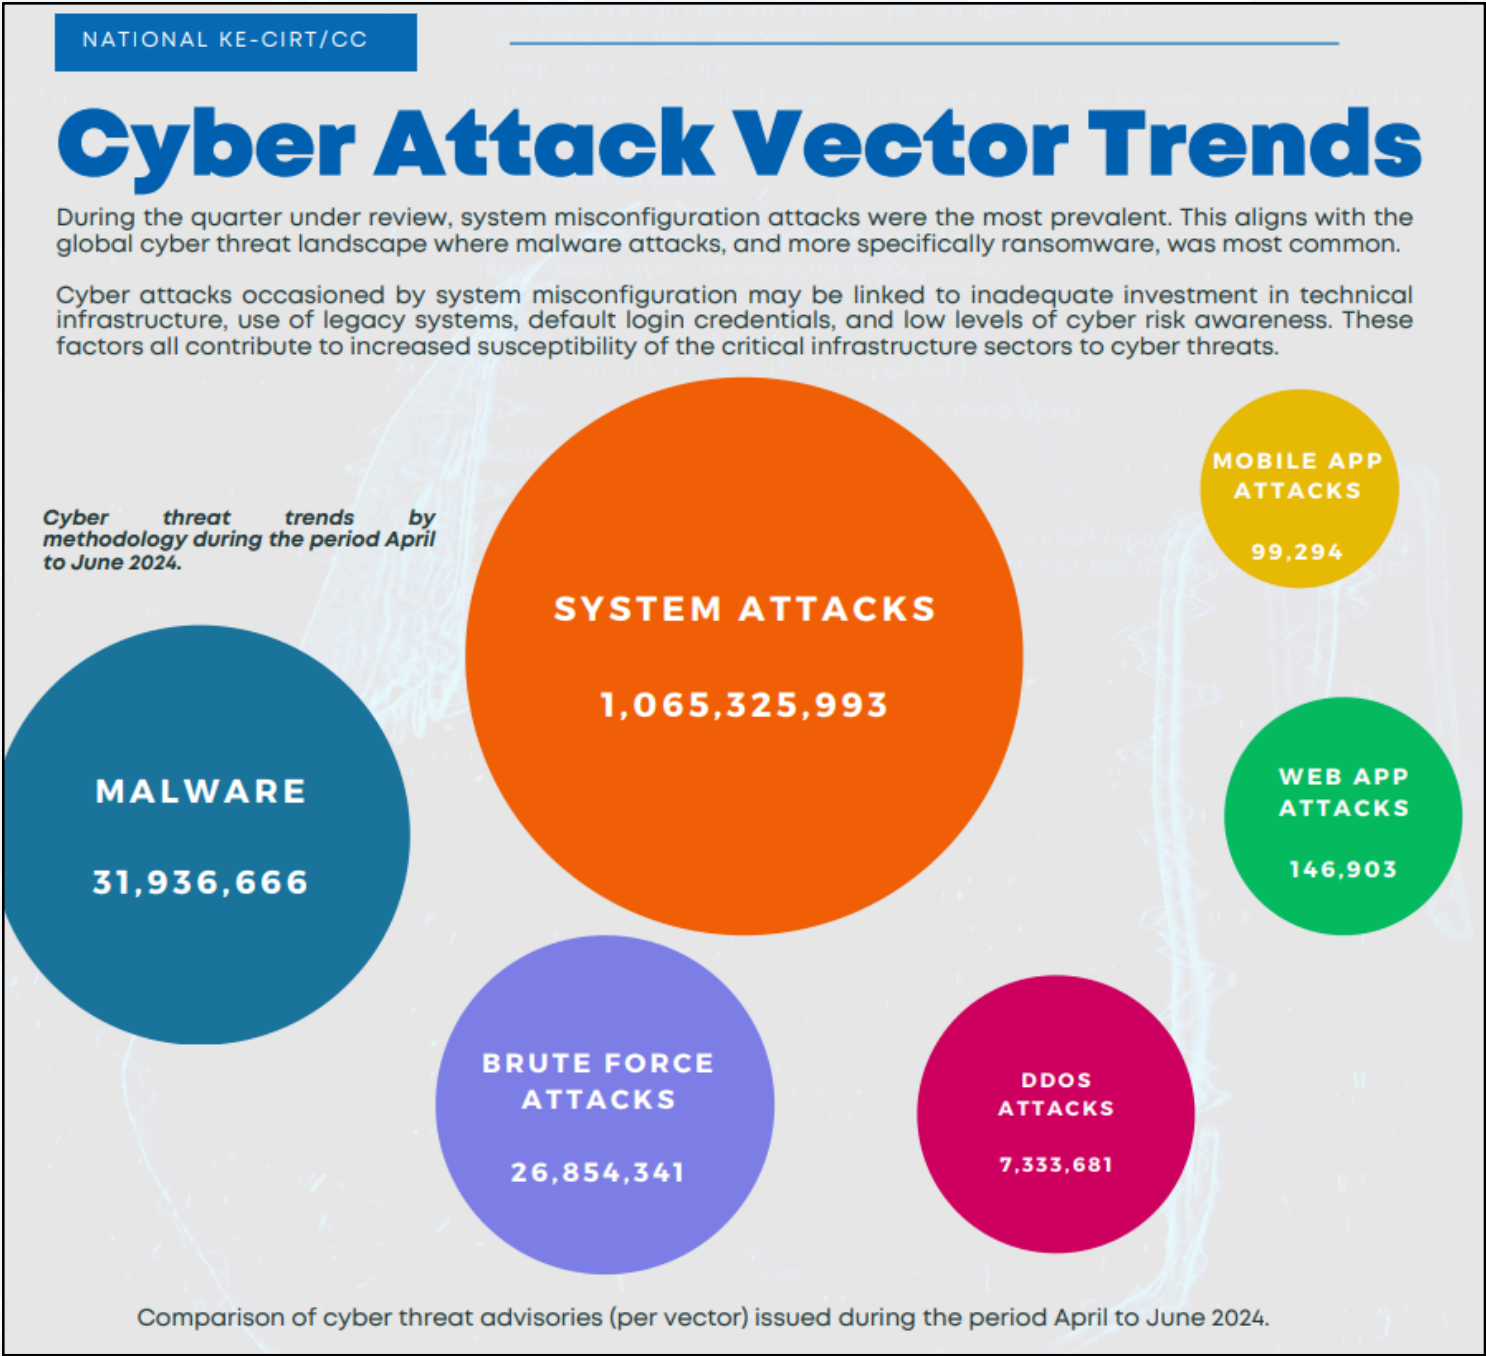 NATIONAL KE-CIRT/CC
Cyber Attack Vector Trends
During the quarter under review, system misconfiguration attacks were the most prevalent. This aligns with the
global cyber threat landscape where malware attacks, and more specifically ransomware, was most common.
Cyber attacks occasioned by system misconfiguration may be linked to inadequate investment in technical
infrastructure, use of legacy systems, default login credentials, and low levels of cyber risk awareness. These
factors all contribute to increased susceptibility of the critical infrastructure sectors to cyber threats.
Cyber threat trends by
methodology during the period April
to June 2024.
SYSTEM ATTACKS
1,065,325,993
MOBILE APP
ATTACKS
99,294
MALWARE
31,936,666
WEB APP
ATTACKS
146,903
BRUTE FORCE
ATTACKS
26,854,341
DDOS
ATTACKS
7,333,681
Comparison of cyber threat advisories (per vector) issued during the period April to June 2024.